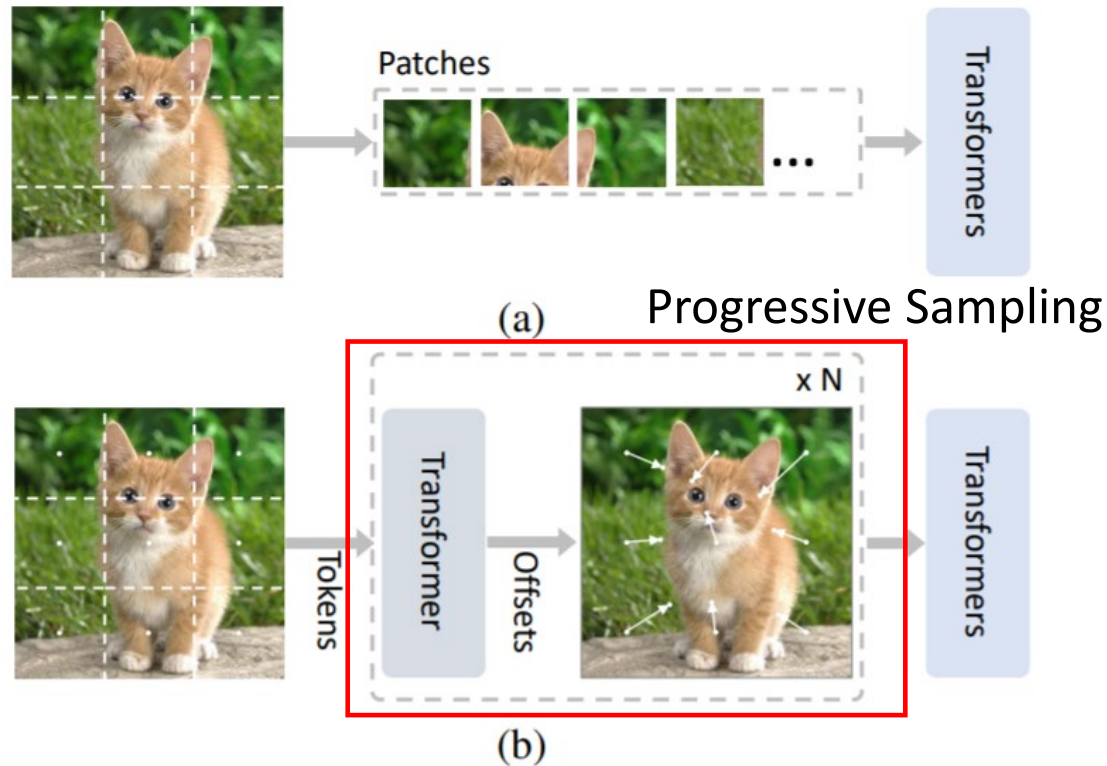 Patches
...
Transformers
(a)
Progressive Sampling
x N
Tokens
Transformer
Offsets
Transformers
(b)